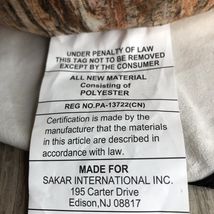 UNDER PENALTY OF LAW
THIS TAG NOT TO BE REMOVED
EXCEPT BY THE CONSUMER
ALL NEW MATERIAL
Consisting of
POLYESTER
REG NO.PA-13722(CN)
Certification is made by the
manufacturer that the materials
in this article are described in
accordance with law.
MADE FOR
SAKAR INTERNATIONAL INC.
195 Carter Drive
Edison,NJ 08817